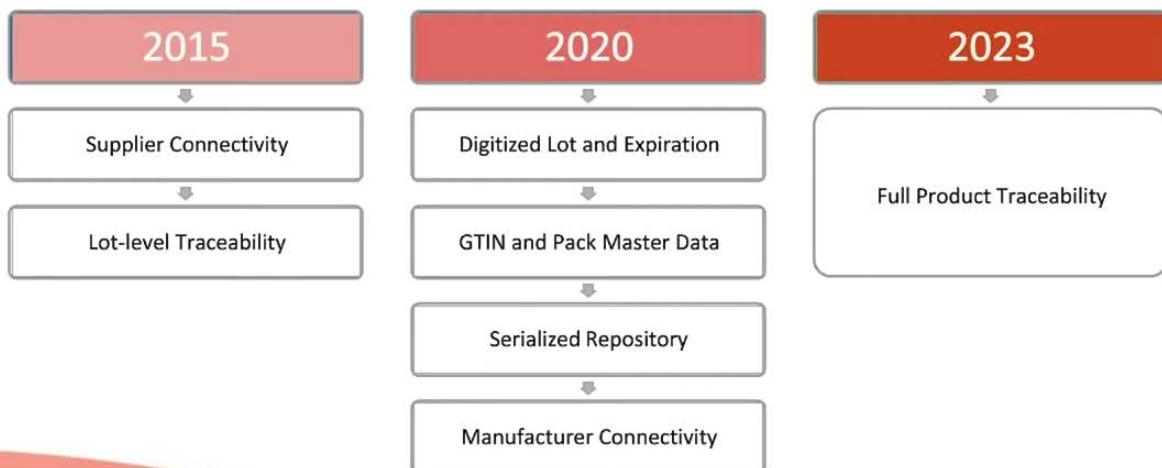 2015
Supplier Connectivity
Lot-level Traceability
2020
Digitized Lot and Expiration
GTIN and Pack Master Data
Serialized Repository
Manufacturer Connectivity
2023
Full Product Traceability